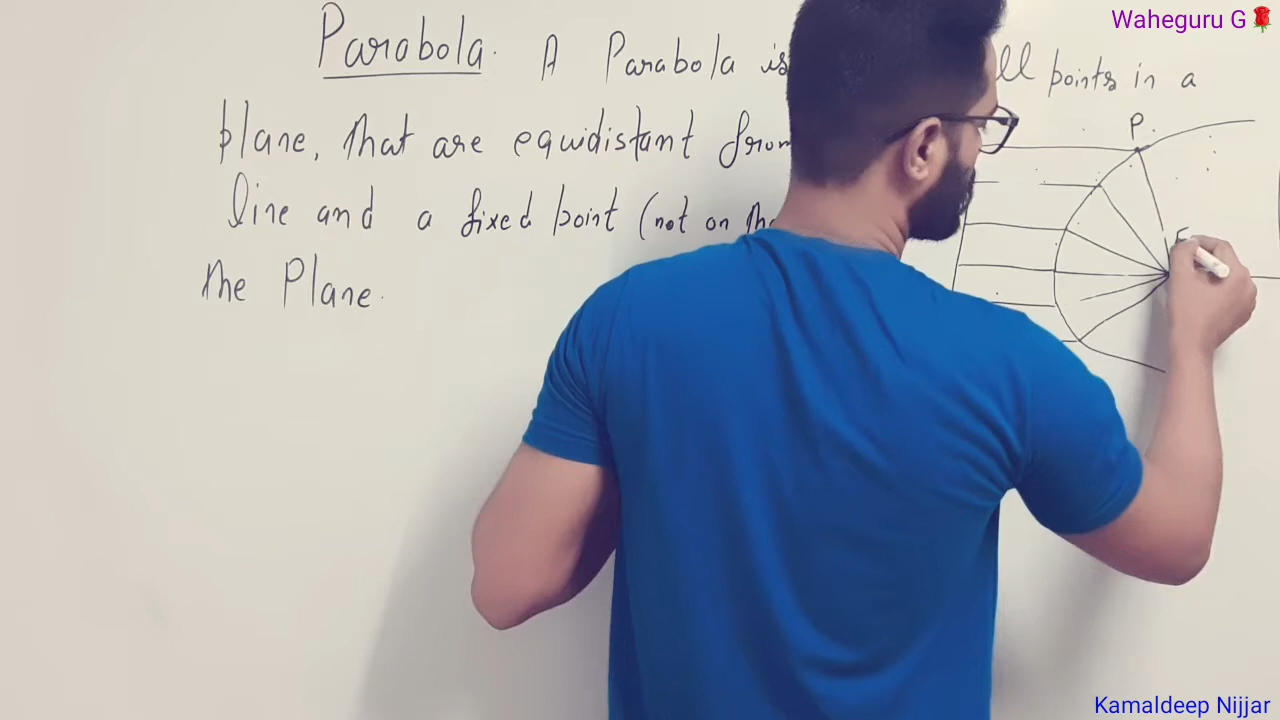 Waheguru G🌹
Parabola. A Parabola is all points in a
plane, that are equidistant from
line and a fixed point (not on the
the Plane.
P.
F
Kamaldeep Nijjar